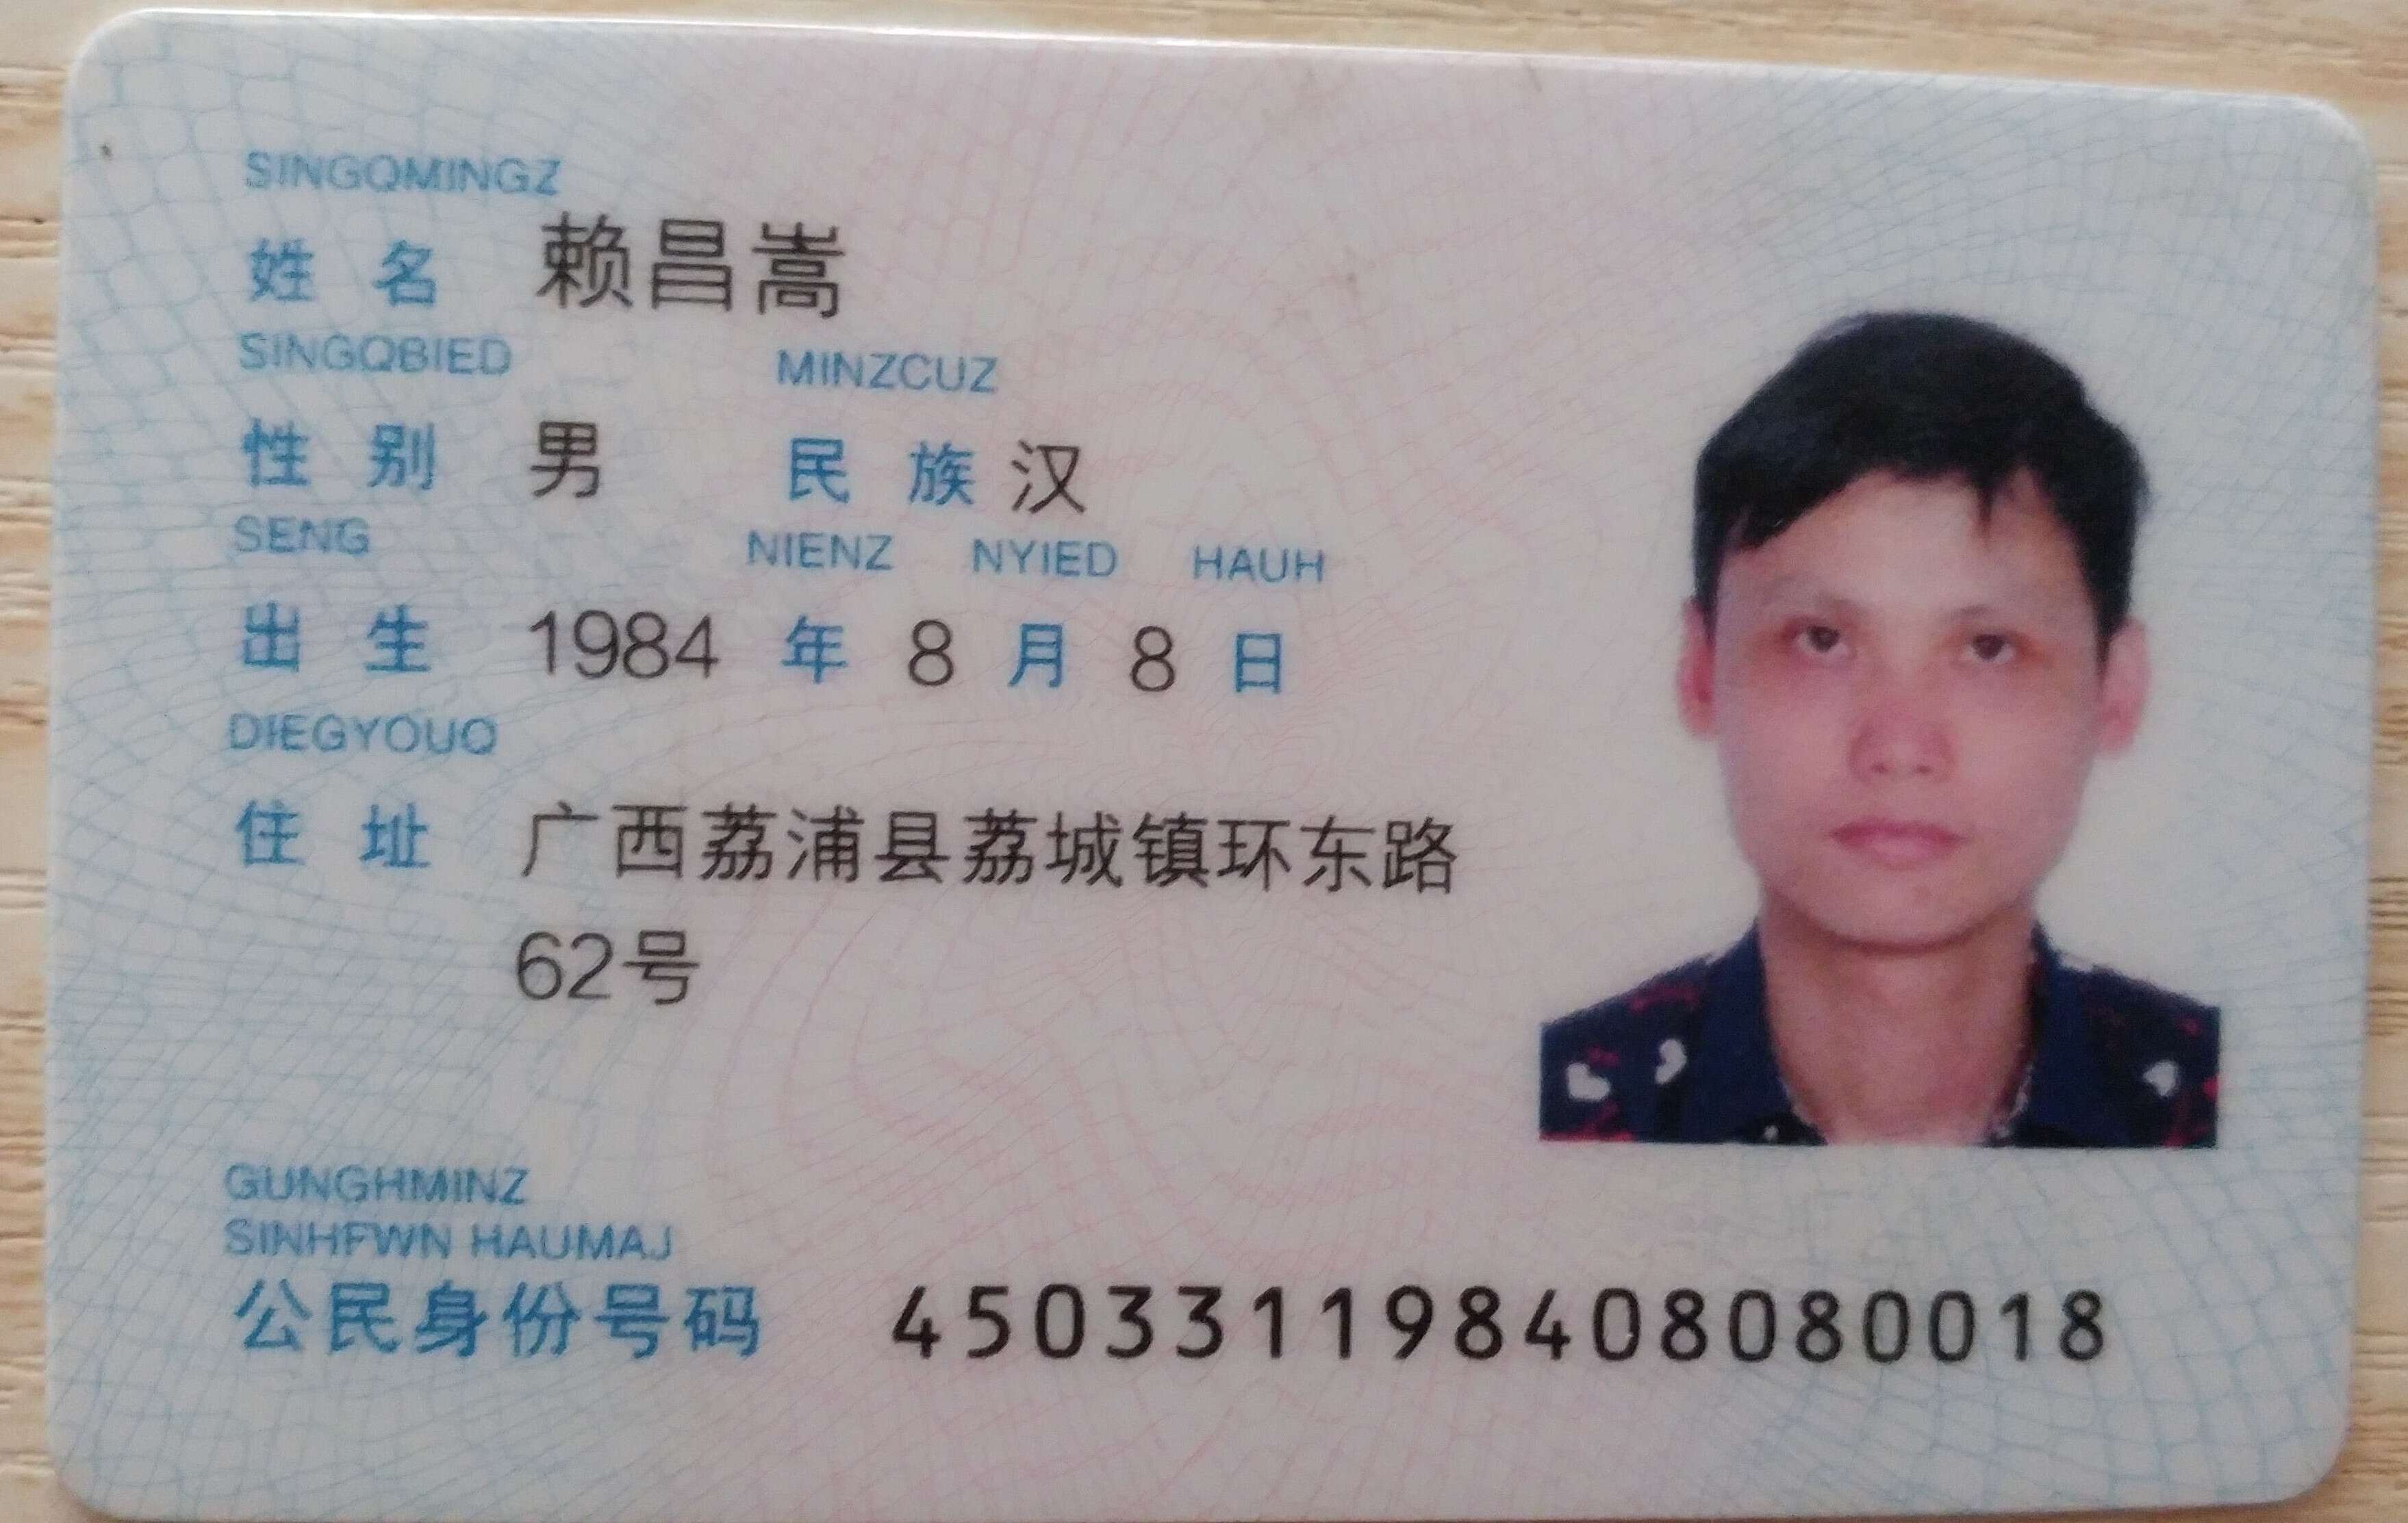 SINGQMINGZ
姓 名 赖昌嵩
SINGQBIED MINZCUZ
性 别 男 民 族 汉
SENG NIENZ NYIED HAUH
出 生 1984 年 8 月 8 日
DIEGYOUQ
住 址 广西荔浦县荔城镇环东路
62号
GUNGHMINZ
SINHFWN HAUMAJ
公民身份号码 450331198408080018